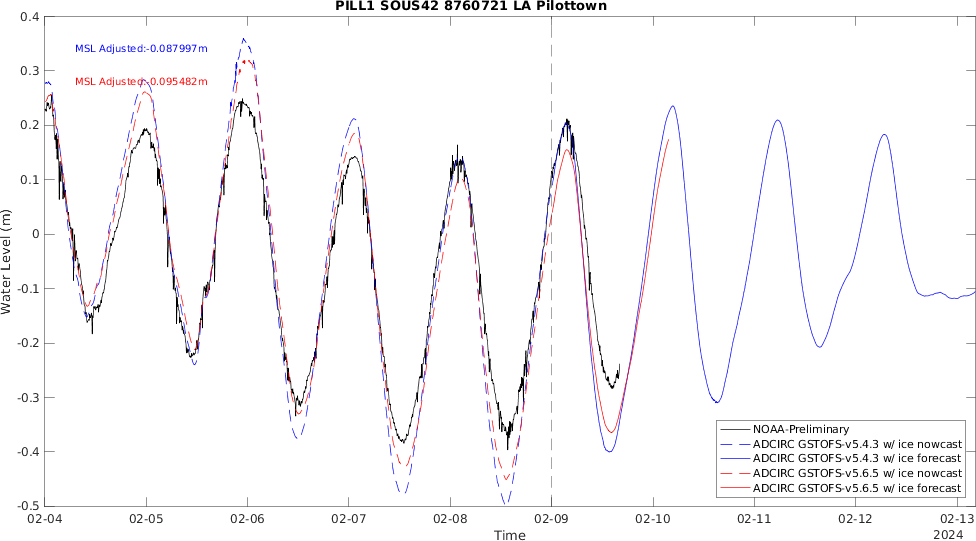 PILL1 SOUS42 8760721 LA Pilottown
MSL Adjusted:-0.087997m
MSL Adjusted:-0.095482m
Water Level (m)
0.4
0.3
0.2
0.1
0
-0.1
-0.2
-0.3
-0.4
-0.5
NOAA-Preliminary
ADCIRC GSTOFS-v5.4.3 w/ ice nowcast
ADCIRC GSTOFS-v5.4.3 w/ ice forecast
ADCIRC GSTOFS-v5.6.5 w/ ice nowcast
ADCIRC GSTOFS-v5.6.5 w/ ice forecast
02-04 02-05 02-06 02-07 02-08 02-09 02-10 02-11 02-12 02-13
Time
2024